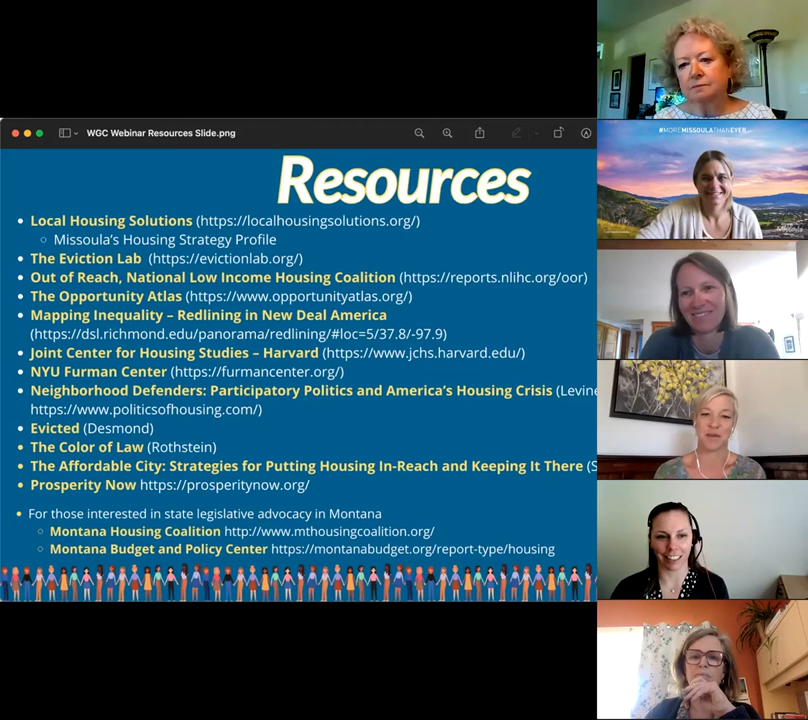 WGC Webinar Resources Slide.png
Resources
Local Housing Solutions (https://localhousingsolutions.org/)
Missoula's Housing Strategy Profile
The Eviction Lab (https://evictionlab.org/)
Out of Reach, National Low Income Housing Coalition (https://reports.nlihc.org/oor)
The Opportunity Atlas (https://www.opportunityatlas.org/)
Mapping Inequality – Redlining in New Deal America
(https://dsl.richmond.edu/panorama/redlining/#loc=5/37.8/-97.9)
Joint Center for Housing Studies – Harvard (https://www.jchs.harvard.edu/)
NYU Furman Center (https://furmancenter.org/)
Neighborhood Defenders: Participatory Politics and America's Housing Crisis (Levine
https://www.politicsofhousing.com/)
Evicted (Desmond)
The Color of Law (Rothstein)
The Affordable City: Strategies for Putting Housing In-Reach and Keeping It There (S
Prosperity Now https://prosperitynow.org/
For those interested in state legislative advocacy in Montana
Montana Housing Coalition http://www.mthousingcoalition.org/
Montana Budget and Policy Center https://montanabudget.org/report-type/housing
#MOREMISSOULATHANEVER